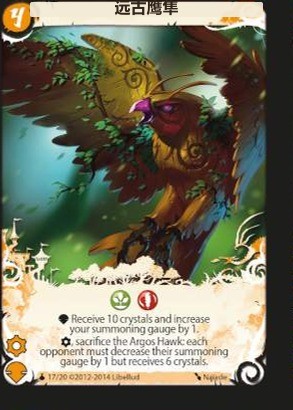 远古鹰隼
4
Receive 10 crystals and increase
your summoning gauge by 1.
, sacrifice the Argos Hawk: each
opponent must decrease their summoning
gauge by 1 but receives 6 crystals.
17/20 ©2012-2014 Libellud
Naïade